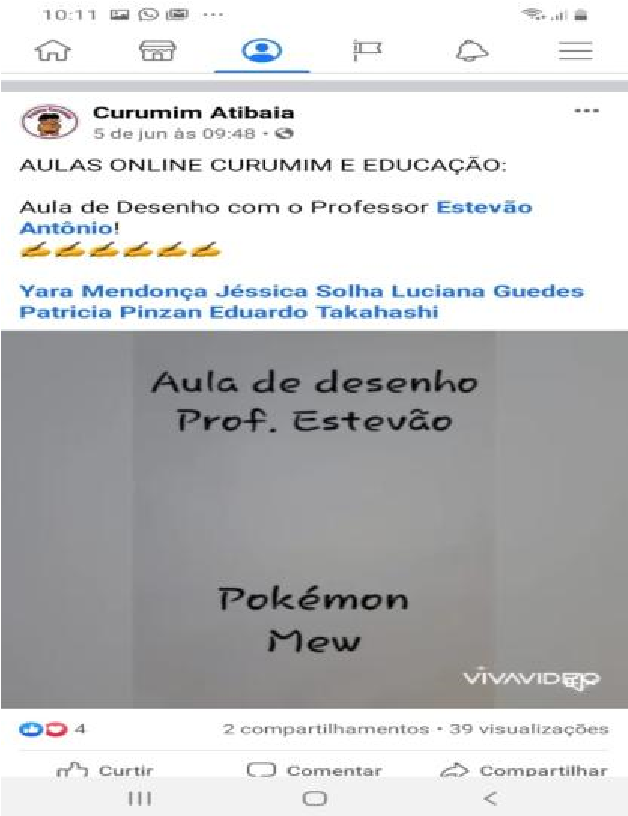 10:11
Curumim Atibaia
5 de jun às 09:48
AULAS ONLINE CURUMIM E EDUCAÇÃO:
Aula de Desenho com o Professor Estevão
Antônio!
✍✍✍✍✍✍
Yara Mendonça Jéssica Solha Luciana Guedes
Patricia Pinzan Eduardo Takahashi
Aula de desenho
Prof. Estevão
Pokémon
Mew
VIVAVIDEO
4 2 compartilhamentos • 39 visualizações
Curtir Comentar Compartilhar